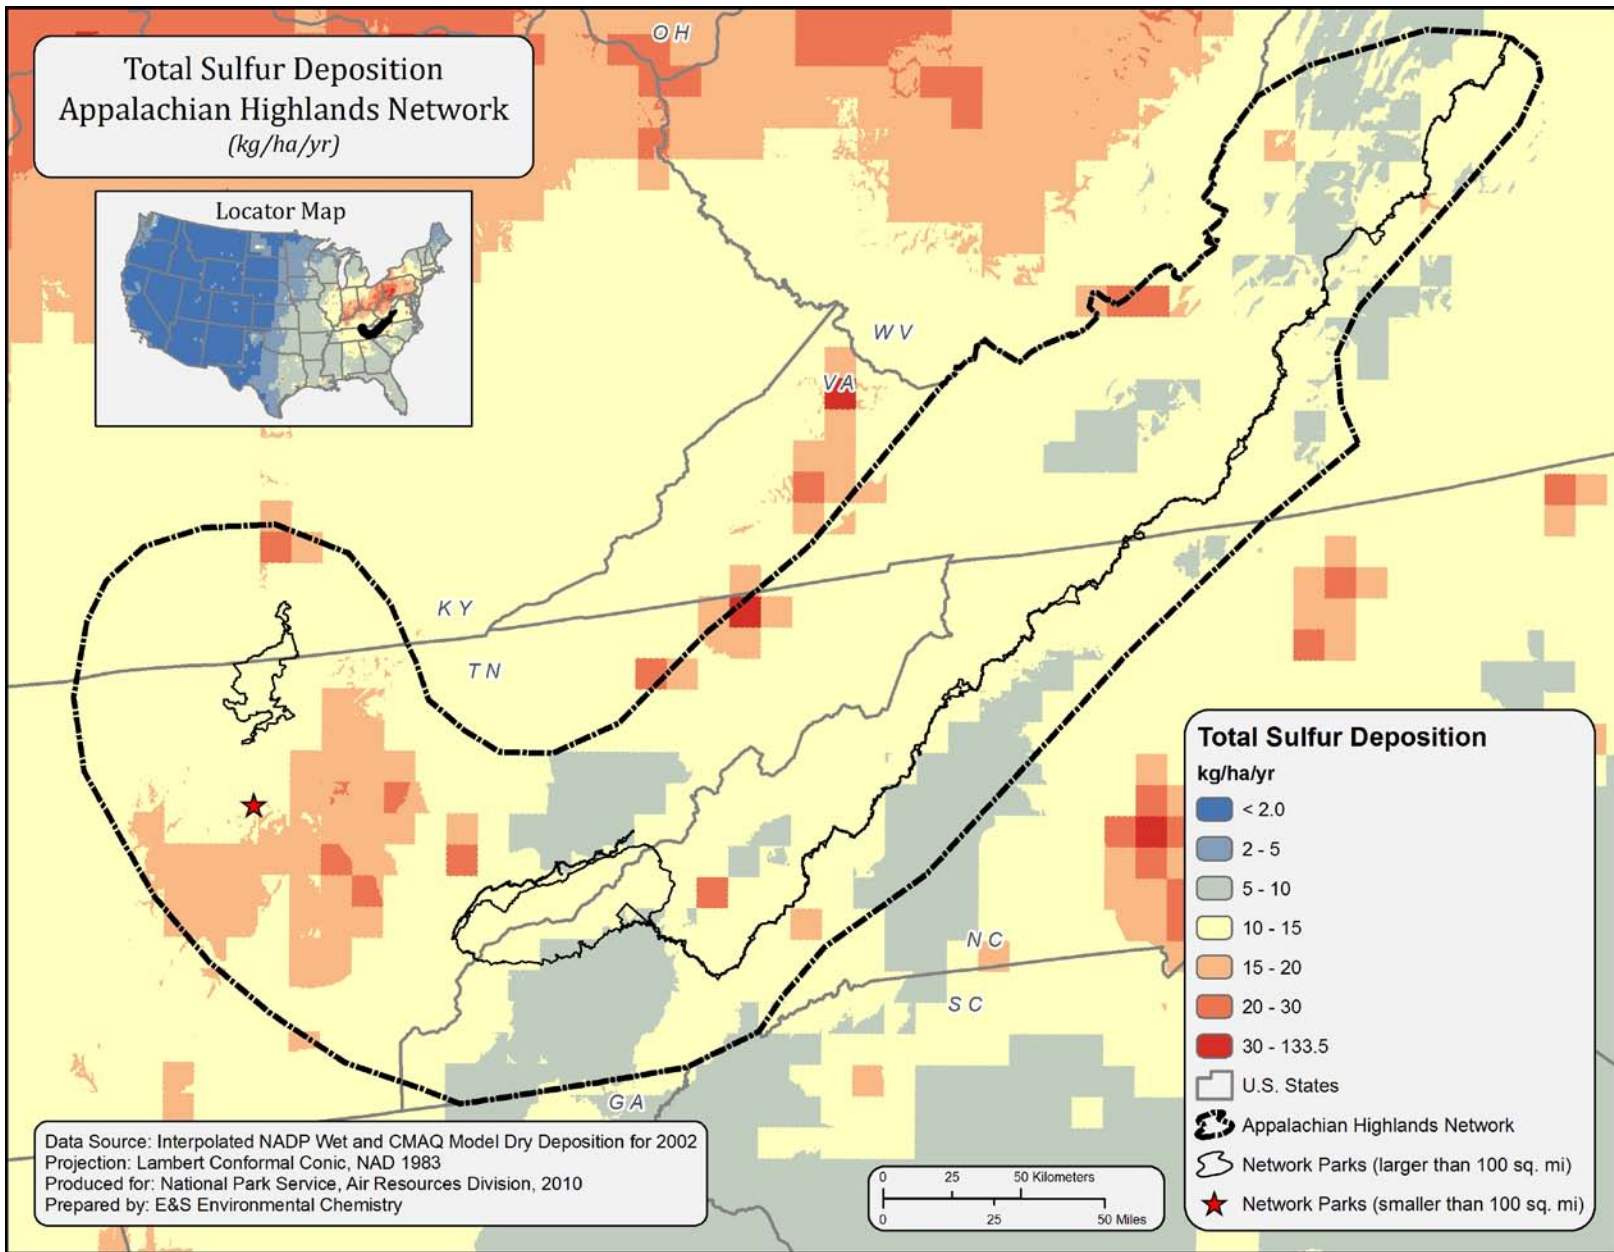 Total Sulfur Deposition
Appalachian Highlands Network
(kg/ha/yr)
Locator Map
OH
WV
VA
KY
TN
NC
SC
GA
Total Sulfur Deposition
kg/ha/yr
< 2.0
2 - 5
5 - 10
10 - 15
15 - 20
20 - 30
30 - 133.5
U.S. States
Appalachian Highlands Network
Network Parks (larger than 100 sq. mi)
Network Parks (smaller than 100 sq. mi)
Data Source: Interpolated NADP Wet and CMAQ Model Dry Deposition for 2002
Projection: Lambert Conformal Conic, NAD 1983
Produced for: National Park Service, Air Resources Division, 2010
Prepared by: E&S Environmental Chemistry
0 25 50 Kilometers
0 25 50 Miles